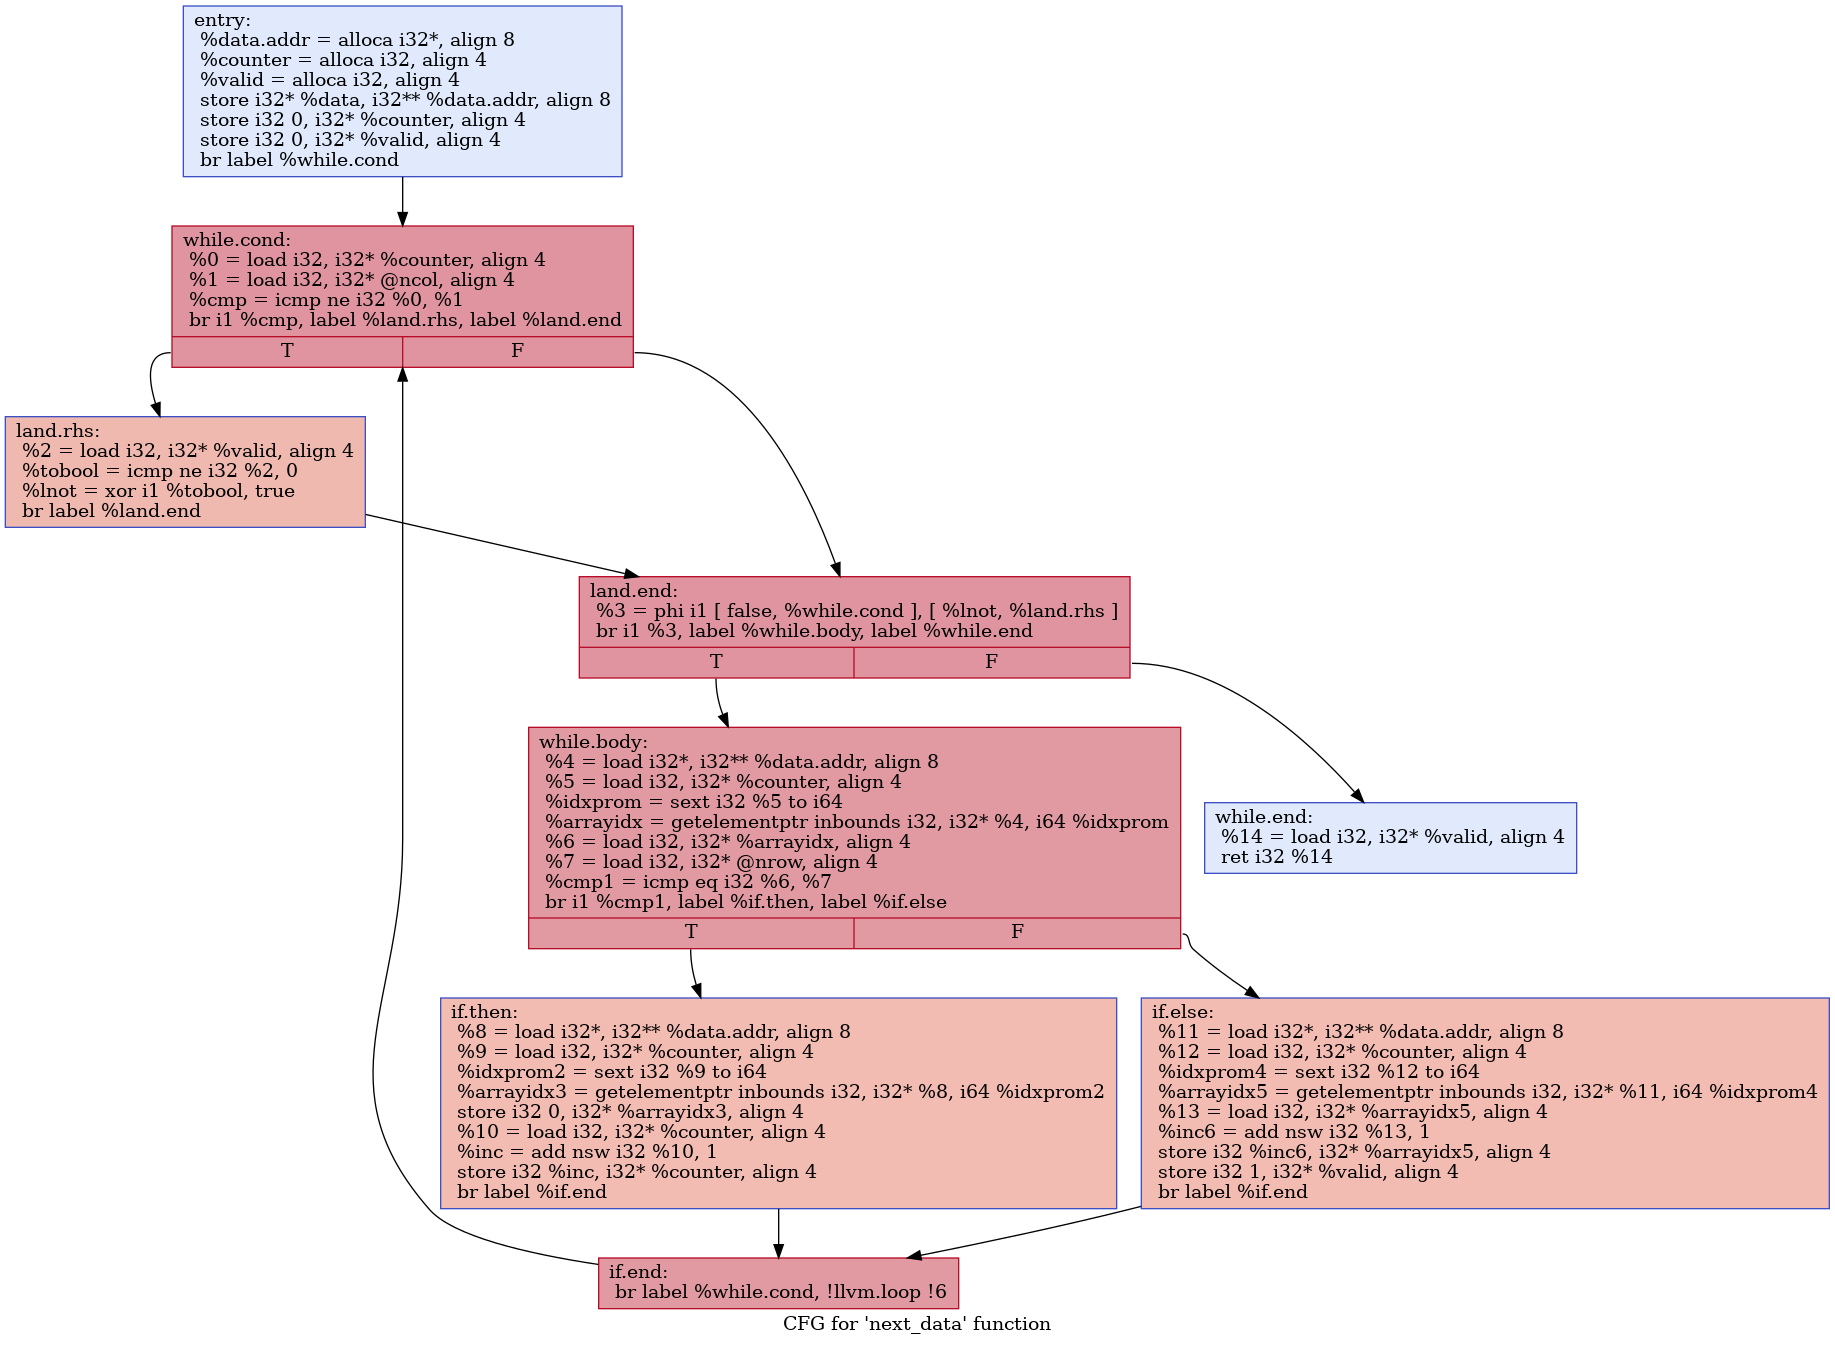 entry:
%data.addr = alloca i32*, align 8
%counter = alloca i32, align 4
%valid = alloca i32, align 4
store i32* %data, i32** %data.addr, align 8
store i32 0, i32* %counter, align 4
store i32 0, i32* %valid, align 4
br label %while.cond
while.cond:
%0 = load i32, i32* %counter, align 4
%1 = load i32, i32* @ncol, align 4
%cmp = icmp ne i32 %0, %1
br i1 %cmp, label %land.rhs, label %land.end
T F
land.rhs:
%2 = load i32, i32* %valid, align 4
%tobool = icmp ne i32 %2, 0
%lnot = xor i1 %tobool, true
br label %land.end
land.end:
%3 = phi i1 [ false, %while.cond ], [ %lnot, %land.rhs ]
br i1 %3, label %while.body, label %while.end
T F
while.body:
%4 = load i32*, i32** %data.addr, align 8
%5 = load i32, i32* %counter, align 4
%idxprom = sext i32 %5 to i64
%arrayidx = getelementptr inbounds i32, i32* %4, i64 %idxprom
%6 = load i32, i32* %arrayidx, align 4
%7 = load i32, i32* @nrow, align 4
%cmp1 = icmp eq i32 %6, %7
br i1 %cmp1, label %if.then, label %if.else
T F
while.end:
%14 = load i32, i32* %valid, align 4
ret i32 %14
if.then:
%8 = load i32*, i32** %data.addr, align 8
%9 = load i32, i32* %counter, align 4
%idxprom2 = sext i32 %9 to i64
%arrayidx3 = getelementptr inbounds i32, i32* %8, i64 %idxprom2
store i32 0, i32* %arrayidx3, align 4
%10 = load i32, i32* %counter, align 4
%inc = add nsw i32 %10, 1
store i32 %inc, i32* %counter, align 4
br label %if.end
if.else:
%11 = load i32*, i32** %data.addr, align 8
%12 = load i32, i32* %counter, align 4
%idxprom4 = sext i32 %12 to i64
%arrayidx5 = getelementptr inbounds i32, i32* %11, i64 %idxprom4
%13 = load i32, i32* %arrayidx5, align 4
%inc6 = add nsw i32 %13, 1
store i32 %inc6, i32* %arrayidx5, align 4
store i32 1, i32* %valid, align 4
br label %if.end
if.end:
br label %while.cond, !llvm.loop !6
CFG for 'next_data' function